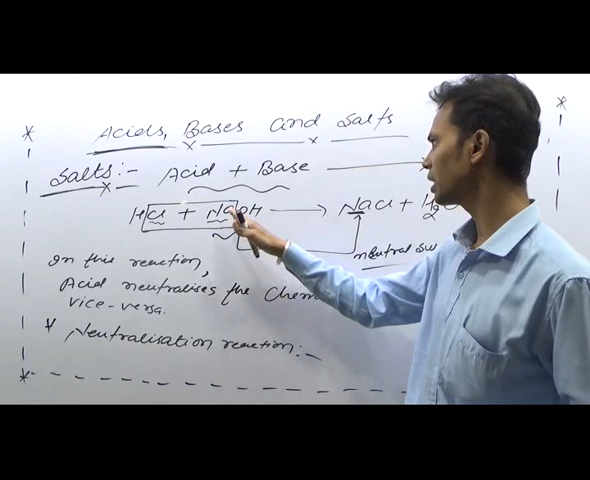 Acids, Bases and Salts
Salts:- Acid + Base
HCl + NaOH → NaCl + H2
neutral
In this reaction,
Acid neutralises the Chem
vice-versa.
* Neutralisation reaction:-